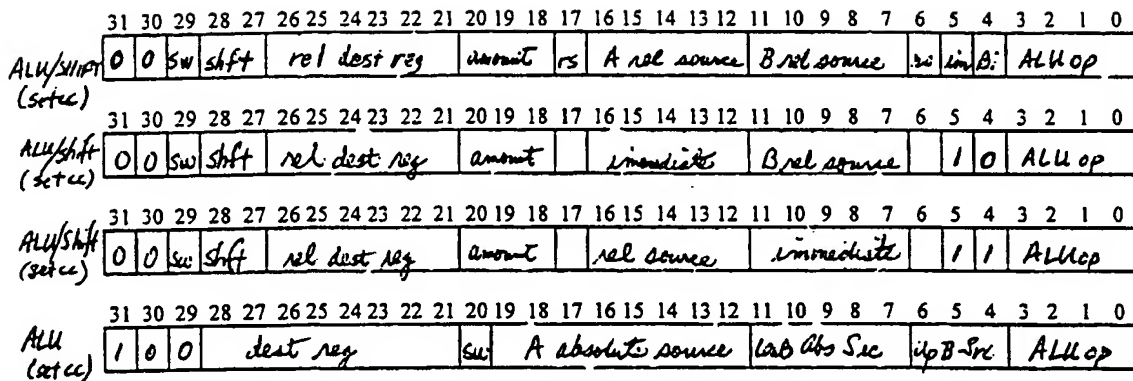 31 30 29 28 27 26 25 24 23 22 21 20 19 18 17 16 15 14 13 12 11 10 9 8 7 6 5 4 3 2 1 0
ALU/SHIFT (setcc) 0 0 sw shft rel dest reg amount rs A rel source B rel source im Bi ALU op
31 30 29 28 27 26 25 24 23 22 21 20 19 18 17 16 15 14 13 12 11 10 9 8 7 6 5 4 3 2 1 0
ALU/shift (setcc) 0 0 sw shft rel dest reg amount immediate B rel source 1 0 ALU op
31 30 29 28 27 26 25 24 23 22 21 20 19 18 17 16 15 14 13 12 11 10 9 8 7 6 5 4 3 2 1 0
ALU/Shift (setcc) 0 0 sw shft rel dest reg amount rel source immediate 1 1 ALU op
31 30 29 28 27 26 25 24 23 22 21 20 19 18 17 16 15 14 13 12 11 10 9 8 7 6 5 4 3 2 1 0
ALU (setcc) 1 0 0 dest reg sw A absolute source B Abs Src B-Src ALU op